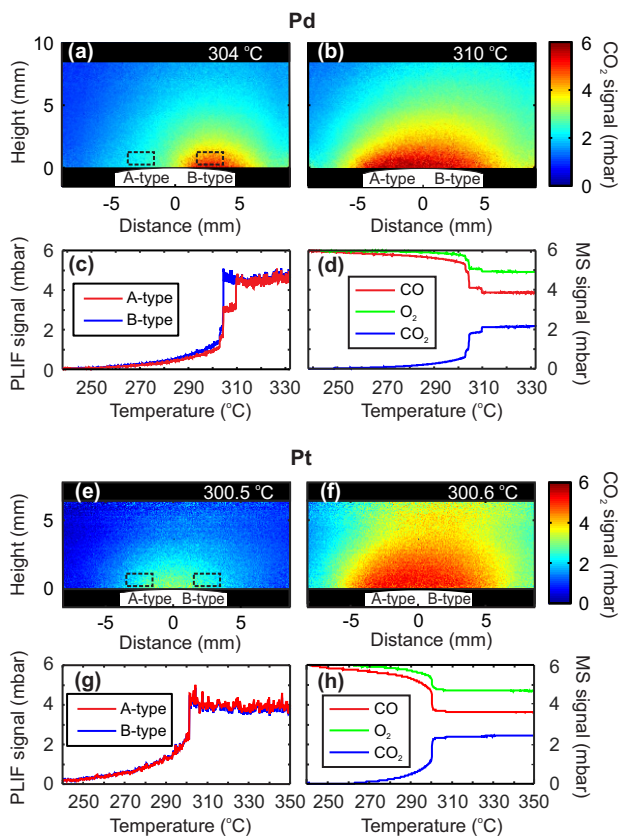 Pd
(a) 304 °C (b) 310 °C
10
5
0
Height (mm)
A-type B-type A-type B-type
-5 0 5 -5 0 5
Distance (mm) Distance (mm)
6
4
2
0
CO₂ signal (mbar)
(c) (d)
6
4
2
0
PLIF signal (mbar)
A-type
B-type
CO
O₂
CO₂
6
4
2
0
MS signal (mbar)
250 270 290 310 330 250 270 290 310 330
Temperature (°C) Temperature (°C)
Pt
(e) 300.5 °C (f) 300.6 °C
5
0
Height (mm)
A-type B-type A-type B-type
-5 0 5 -5 0 5
Distance (mm) Distance (mm)
6
4
2
0
CO₂ signal (mbar)
(g) (h)
6
4
2
0
PLIF signal (mbar)
A-type
B-type
CO
O₂
CO₂
6
4
2
0
MS signal (mbar)
250 270 290 310 330 350 250 270 290 310 330 350
Temperature (°C) Temperature (°C)